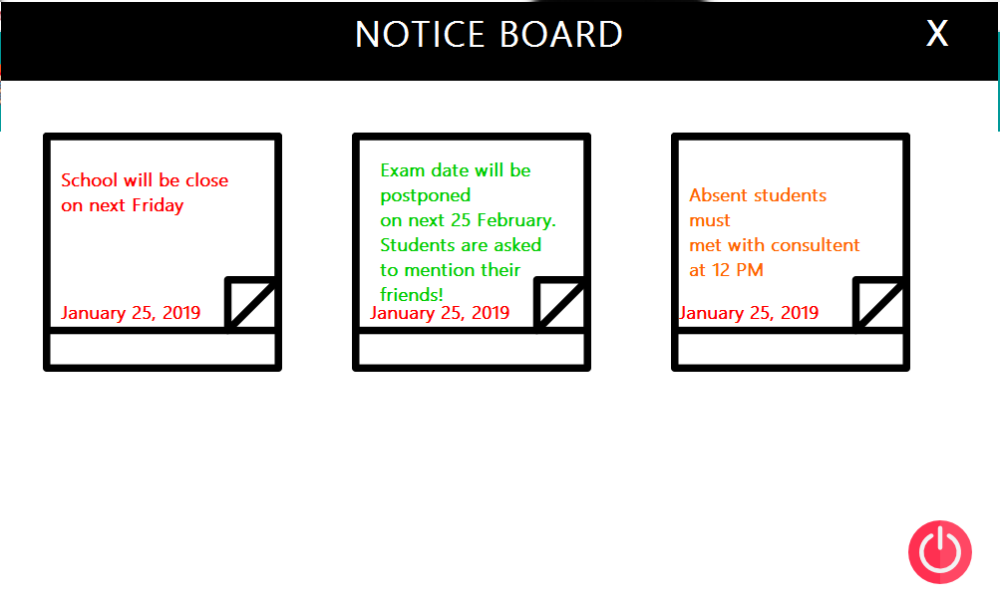 NOTICE BOARD
X
School will be close
on next Friday
January 25, 2019
Exam date will be
postponed
on next 25 February.
Students are asked
to mention their
friends!
January 25, 2019
Absent students
must
met with consultent
at 12 PM
January 25, 2019